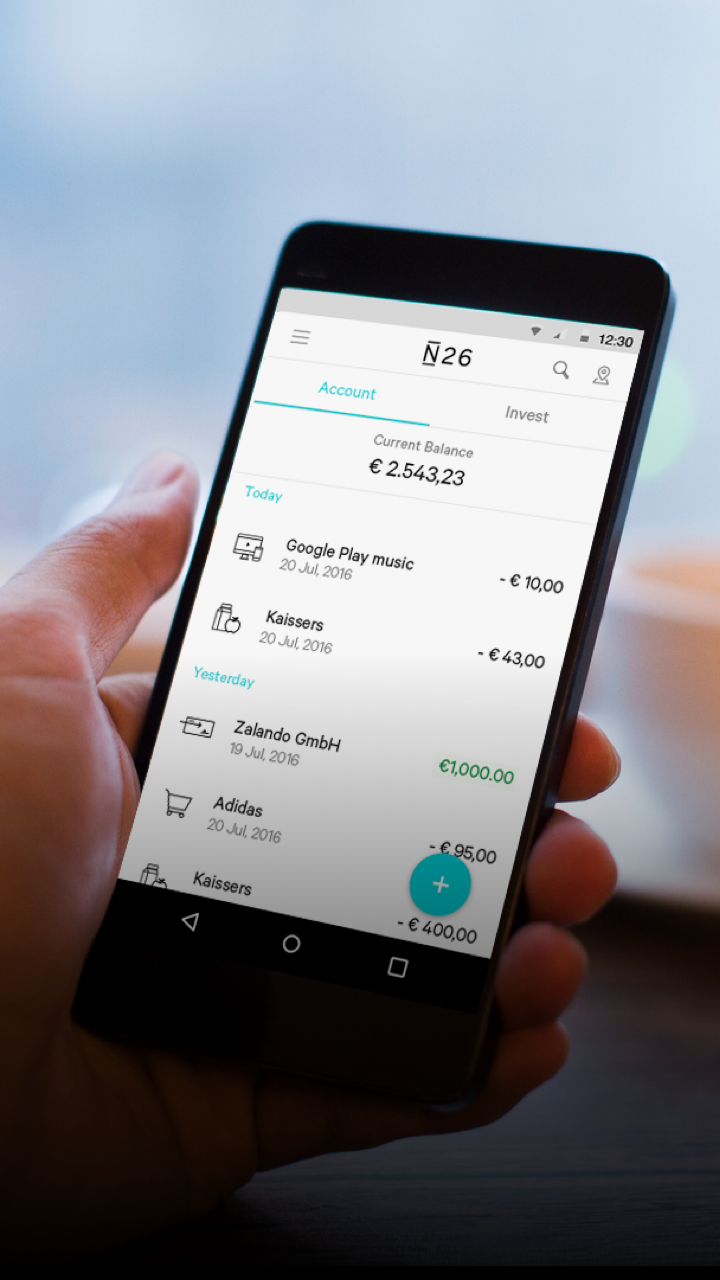 12:30
N26
Account
Invest
Current Balance
€ 2.543,23
Today
Google Play music
20 Jul, 2016
- € 10,00
Kaissers
20 Jul, 2016
- € 43,00
Yesterday
Zalando GmbH
19 Jul, 2016
€1,000.00
Adidas
20 Jul, 2016
- € 95,00
Kaissers
- € 400,00